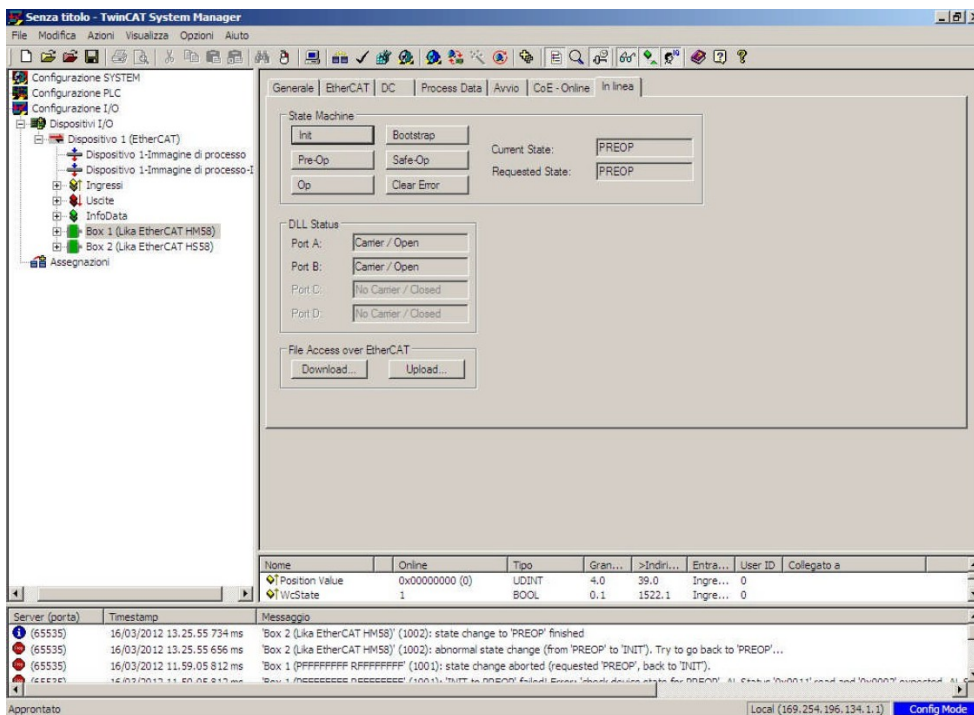 Senza titolo - TwinCAT System Manager
File Modifica Azioni Visualizza Opzioni Aiuto
Configurazione SYSTEM
Configurazione PLC
Configurazione I/O
Dispositivi I/O
Dispositivo 1 (EtherCAT)
Dispositivo 1-Immagine di processo
Dispositivo 1-Immagine di processo-I
Ingressi
Uscite
InfoData
Box 1 (Lika EtherCAT HM58)
Box 2 (Lika EtherCAT HS58)
Assegnazioni
Generale EtherCAT DC Process Data Avvio CoE - Online In linea
State Machine
Init Bootstrap
Pre-Op Safe-Op
Op Clear Error
Current State: PREOP
Requested State: PREOP
DLL Status
Port A: Carrier / Open
Port B: Carrier / Open
Port C: No Carrier / Closed
Port D: No Carrier / Closed
File Access over EtherCAT
Download... Upload...
Nome Online Tipo Gran... >Indiri... Entra... User ID Collegato a
Position Value 0x00000000 (0) UDINT 4.0 39.0 Ingre... 0
WcState 1 BOOL 0.1 1522.1 Ingre... 0
Server (porta) Timestamp Messaggio
(65535) 16/03/2012 13.25.55 734 ms 'Box 2 (Lika EtherCAT HM58)' (1002): state change to 'PREOP' finished
(65535) 16/03/2012 13.25.55 656 ms 'Box 2 (Lika EtherCAT HM58)' (1002): abnormal state change (from 'PREOP' to 'INIT'). Try to go back to 'PREOP'...
(65535) 16/03/2012 11.59.05 812 ms 'Box 1 (PFFFFFFFF RFFFFFFFF)' (1001): state change aborted (requested 'PREOP', back to 'INIT').
Approntato
Local (169.254.196.134.1.1) Config Mode